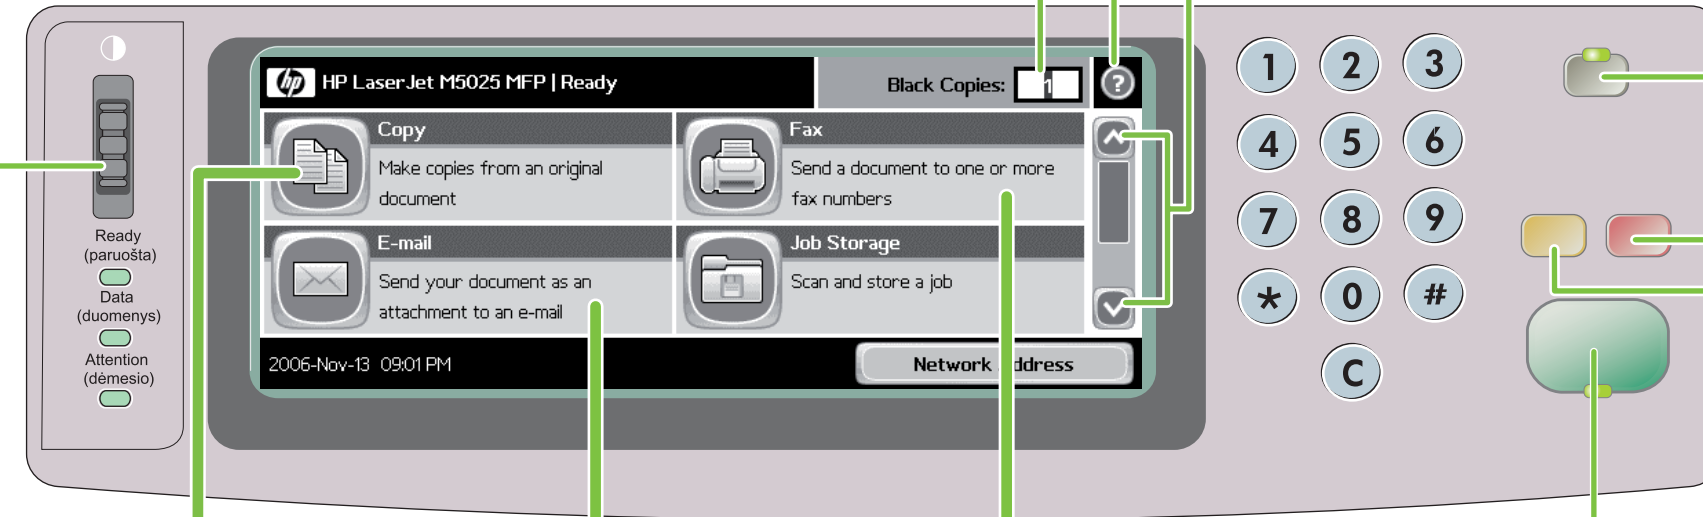 hp HP LaserJet M5025 MFP | Ready
Black Copies: 1
?
Copy
Make copies from an original
document
Fax
Send a document to one or more
fax numbers
E-mail
Send your document as an
attachment to an e-mail
Job Storage
Scan and store a job
2006-Nov-13 09:01 PM
Network ddress
Ready
(paruošta)
Data
(duomenys)
Attention
(dėmesio)
1 2 3
4 5 6
7 8 9
* 0 #
C